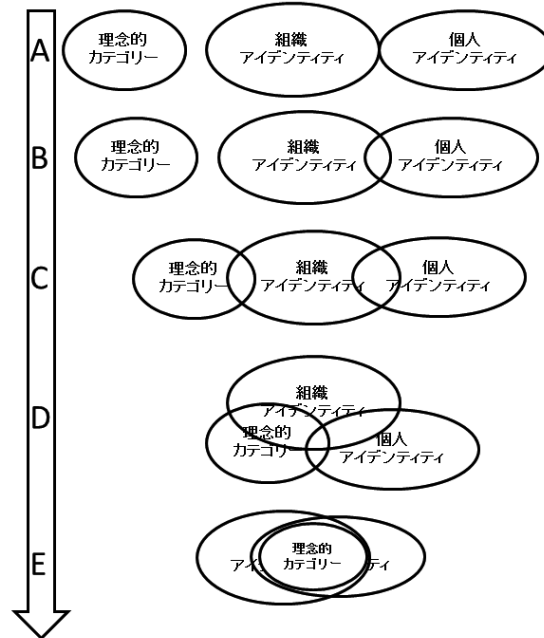 A
理念的
カテゴリー
組織
アイデンティティ
個人
アイデンティティ
B
理念的
カテゴリー
組織
アイデンティティ
個人
アイデンティティ
C
理念的
カテゴリー
組織
アイデンティティ
個人
アイデンティティ
D
組織
アイデンティティ
理念的
カテゴリー
個人
アイデンティティ
E
理念的
カテゴリー